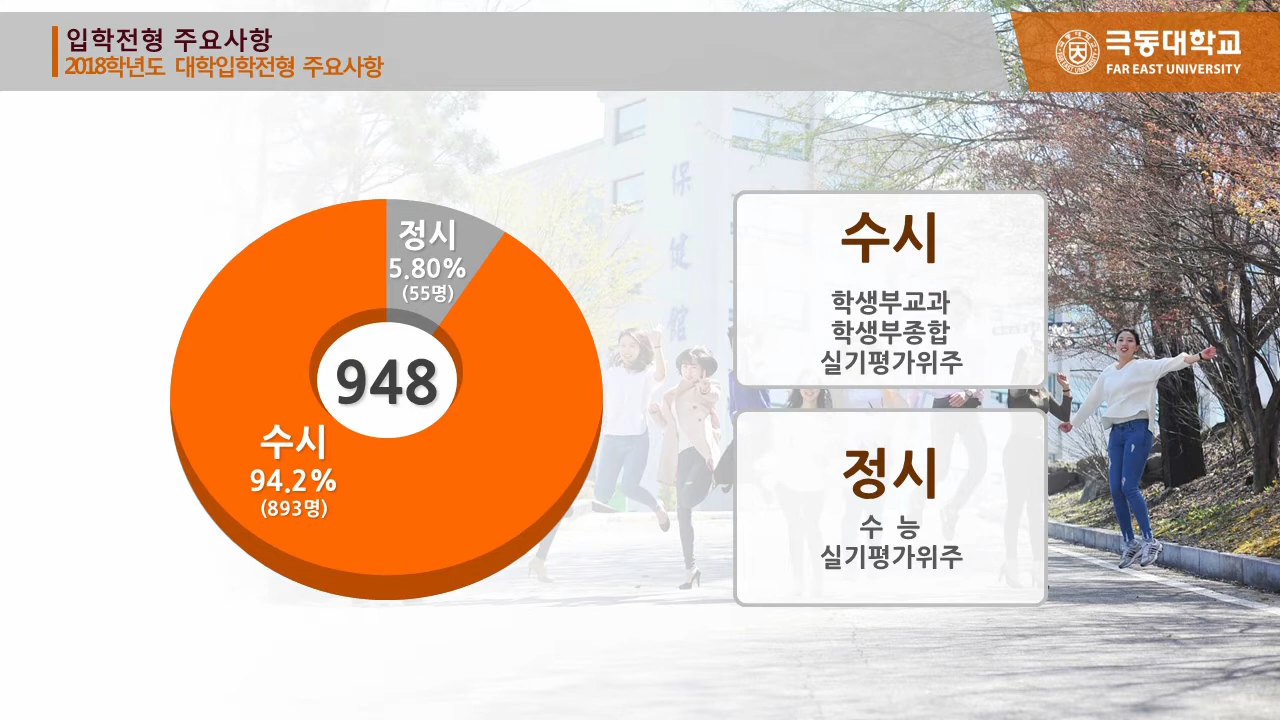 입학전형 주요사항
2018학년도 대학입학전형 주요사항
극동대학교
FAR EAST UNIVERSITY
保
健
館
정시
5.80%
(55명)
948
수시
94.2%
(893명)
수시
학생부교과
학생부종합
실기평가위주
정시
수 능
실기평가위주